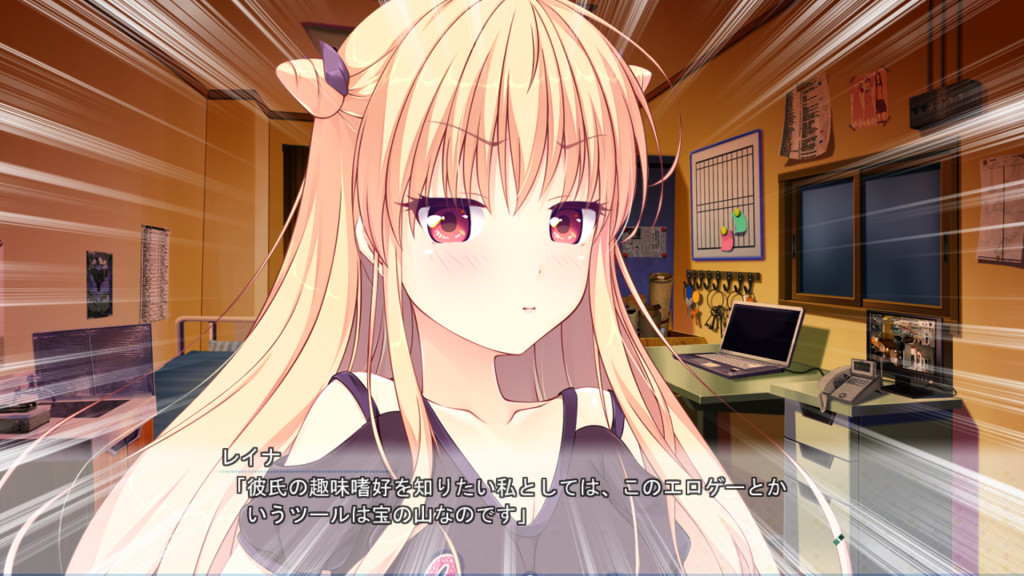 レイナ
「彼氏の趣味嗜好を知りたい私としては、このエロゲーとか
いうツールは宝の山なのです」